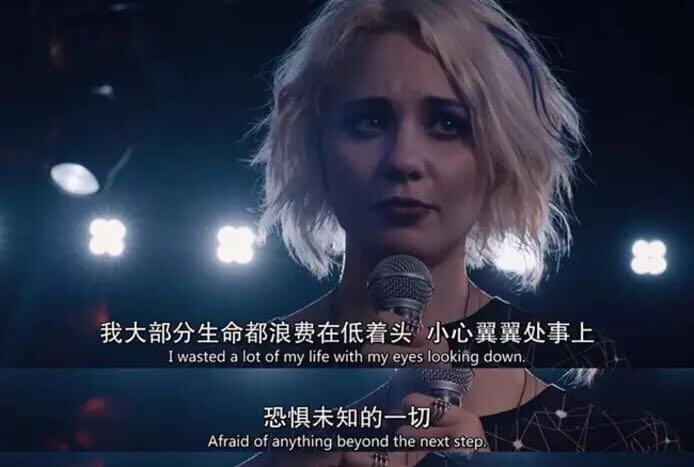 我大部分生命都浪费在低着头 小心翼翼处事上
I wasted a lot of my life with my eyes looking down.
恐惧未知的一切
Afraid of anything beyond the next step.